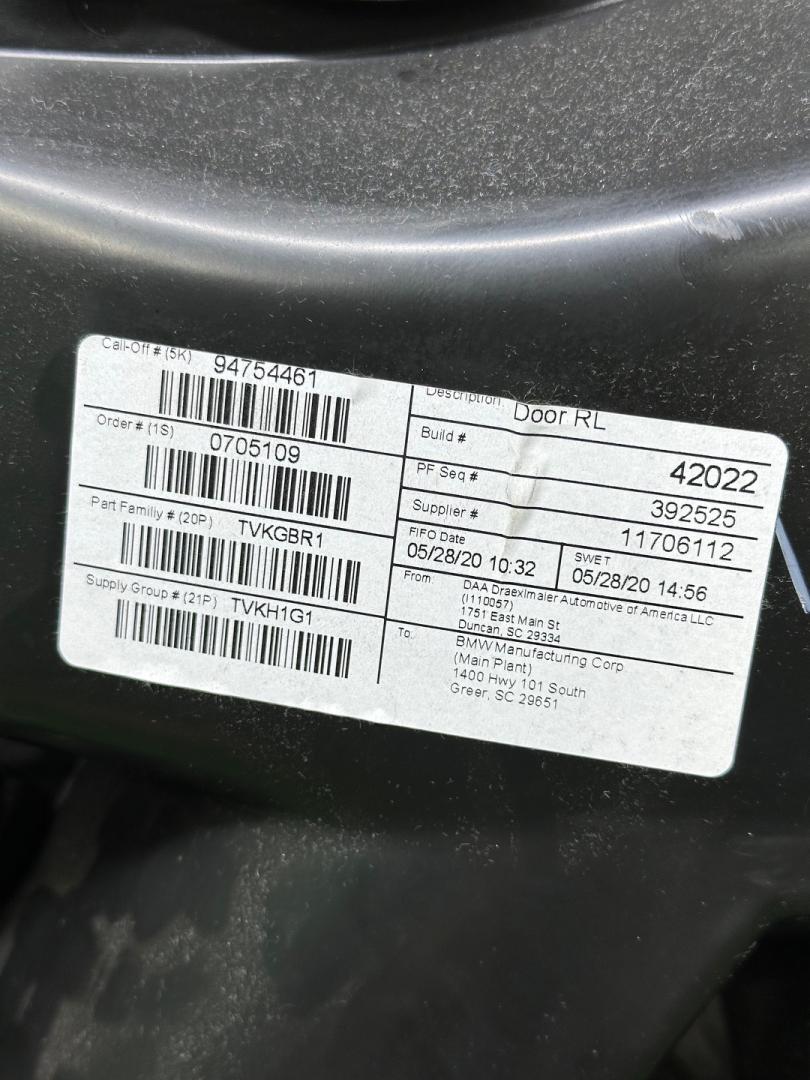 Call-Off # (5K) 94754461
Order # (1S) 0705109
Part Familly # (20P) TVKGBR1
Supply Group # (21P) TVKH1G1
Description: Door RL
Build #
42022
PF Seq # 392525
Supplier # 11706112
FIFO Date
05/28/20 10:32
SWET
05/28/20 14:56
From: DAA Draexlmaier Automotive of America LLC
(I110057)
1751 East Main St
Duncan, SC 29334
To: BMW Manufacturing Corp
(Main Plant)
1400 Hwy 101 South
Greer, SC 29651